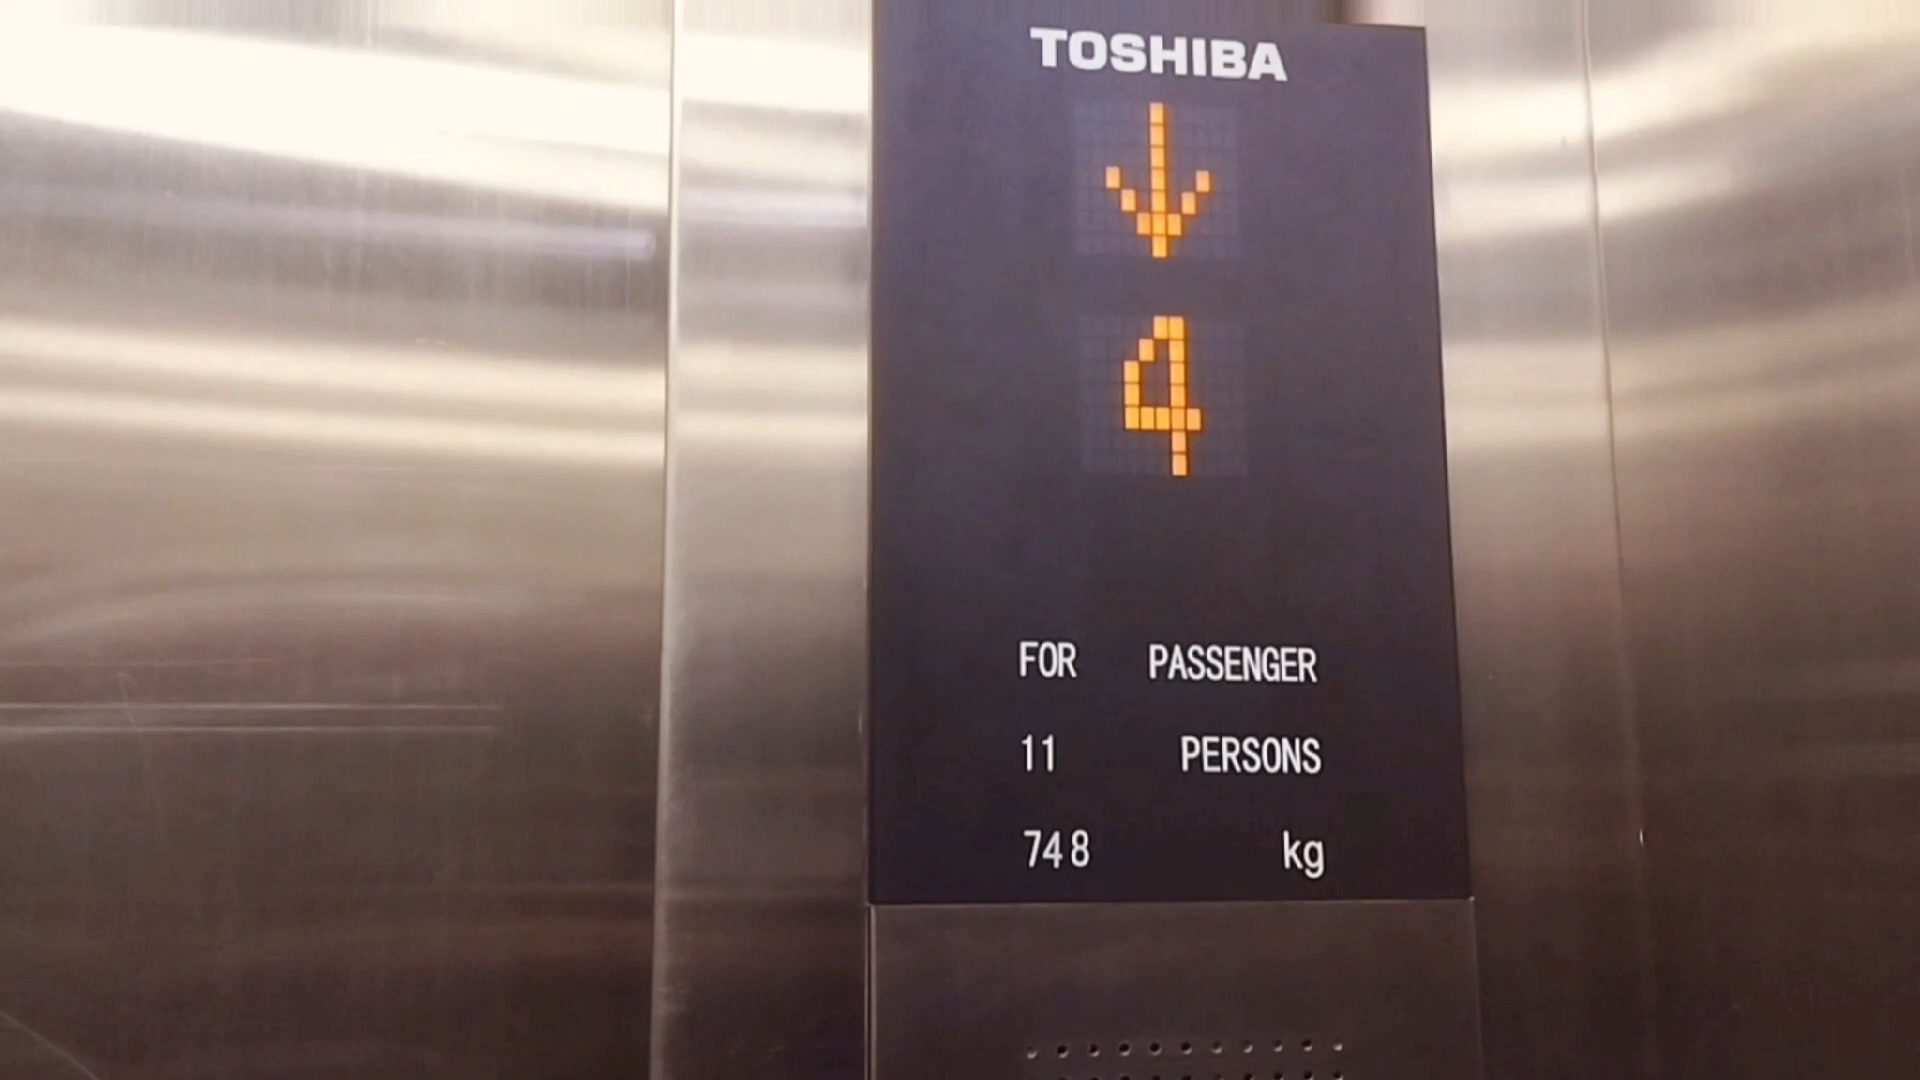 TOSHIBA
↓
4
FOR PASSENGER
11 PERSONS
748 kg